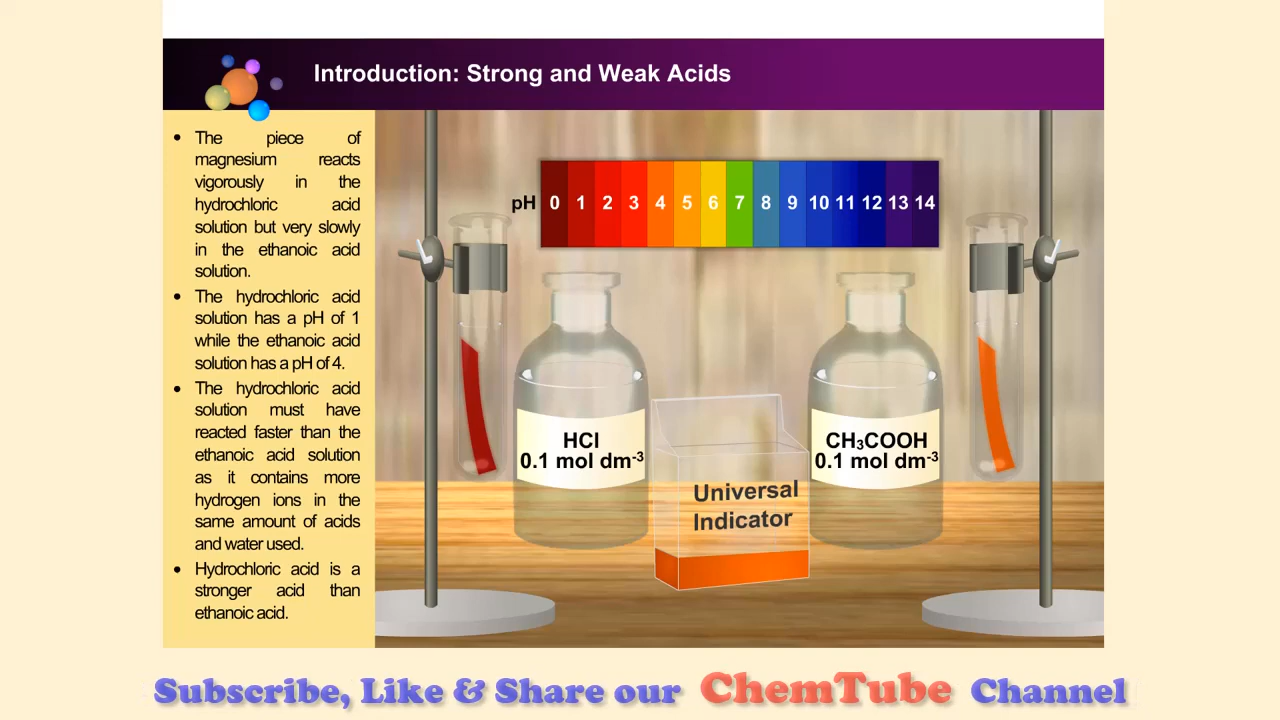 Introduction: Strong and Weak Acids
• The piece of
magnesium reacts
vigorously in the
hydrochloric acid
solution but very slowly
in the ethanoic acid
solution.
• The hydrochloric acid
solution has a pH of 1
while the ethanoic acid
solution has a pH of 4.
• The hydrochloric acid
solution must have
reacted faster than the
ethanoic acid solution
as it contains more
hydrogen ions in the
same amount of acids
and water used.
• Hydrochloric acid is a
stronger acid than
ethanoic acid.
pH 0 1 2 3 4 5 6 7 8 9 10 11 12 13 14
HCl
0.1 mol dm⁻³
CH₃COOH
0.1 mol dm⁻³
Universal
Indicator
Subscribe, Like & Share our ChemTube Channel